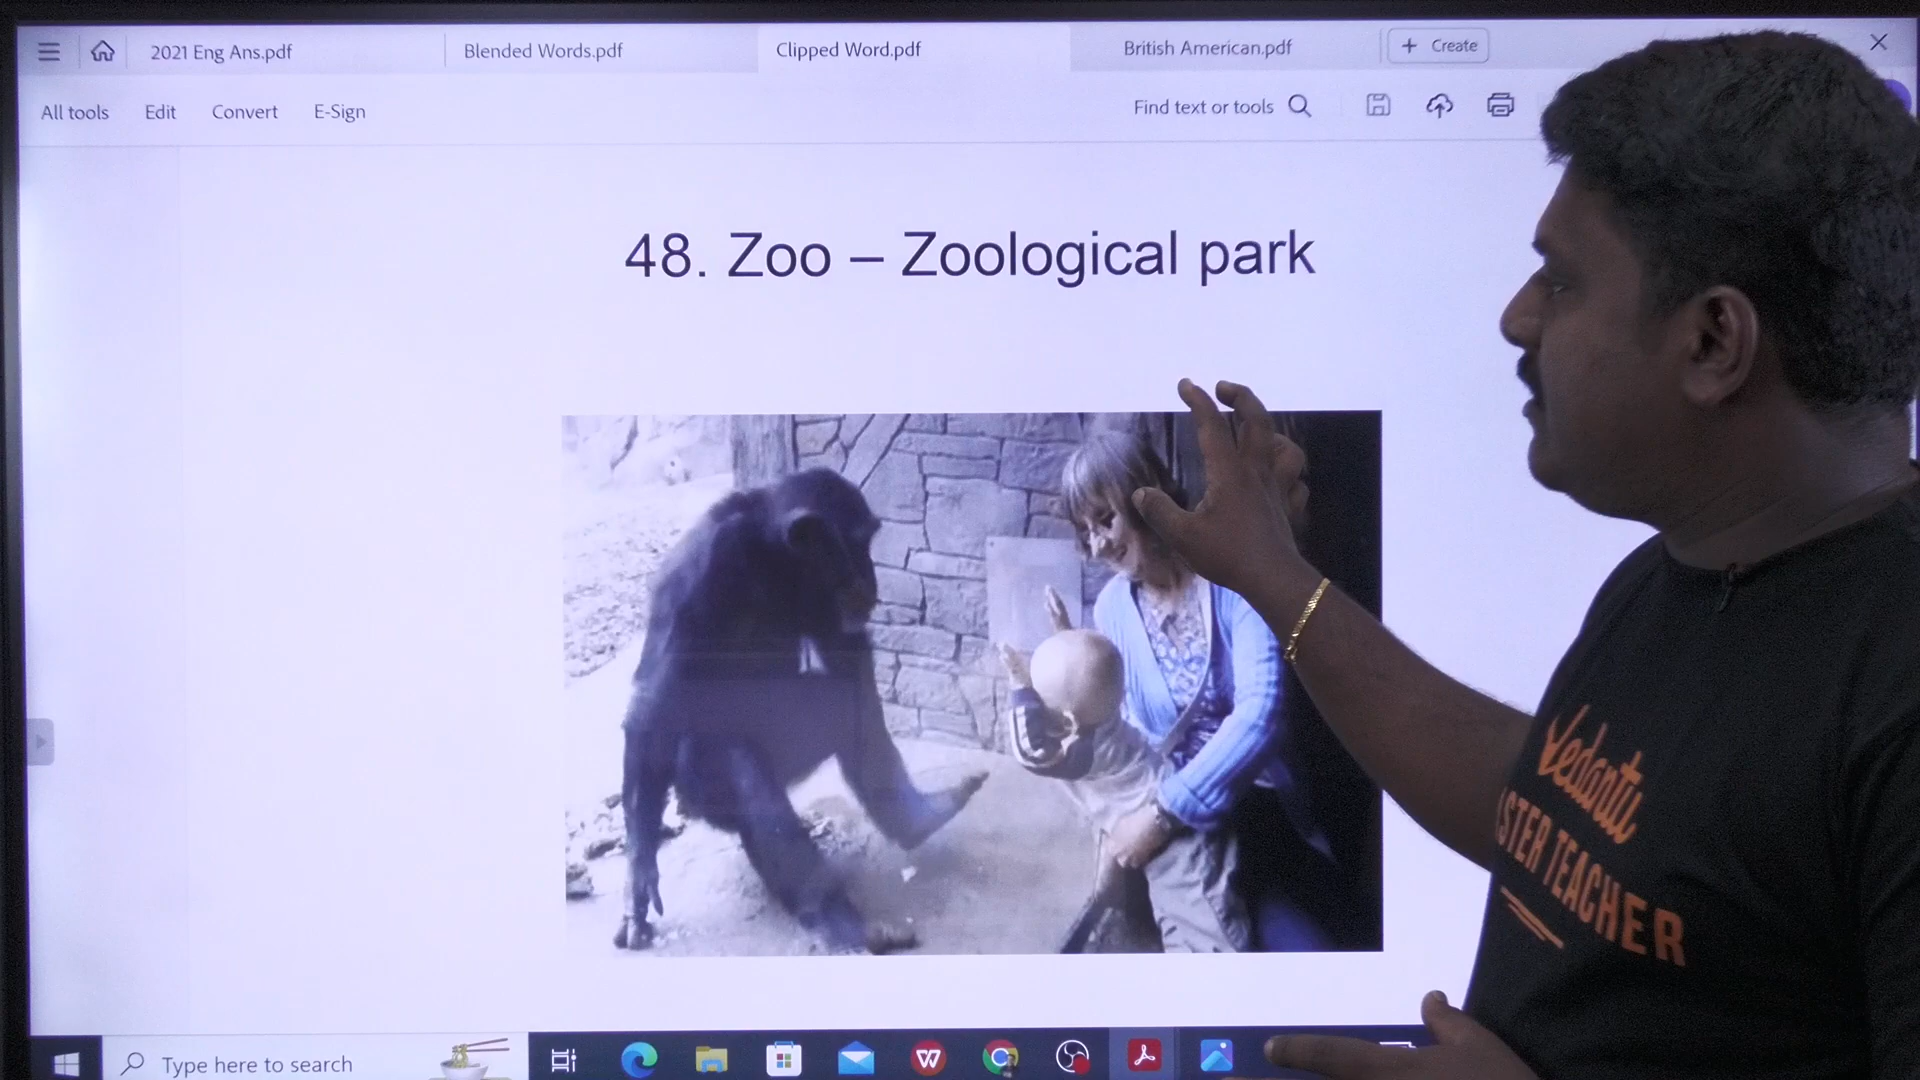 2021 Eng Ans.pdf
Blended Words.pdf
Clipped Word.pdf
British American.pdf
+ Create
All tools
Edit
Convert
E-Sign
Find text or tools
48. Zoo – Zoological park
Vedantu
STER TEACHER
Type here to search